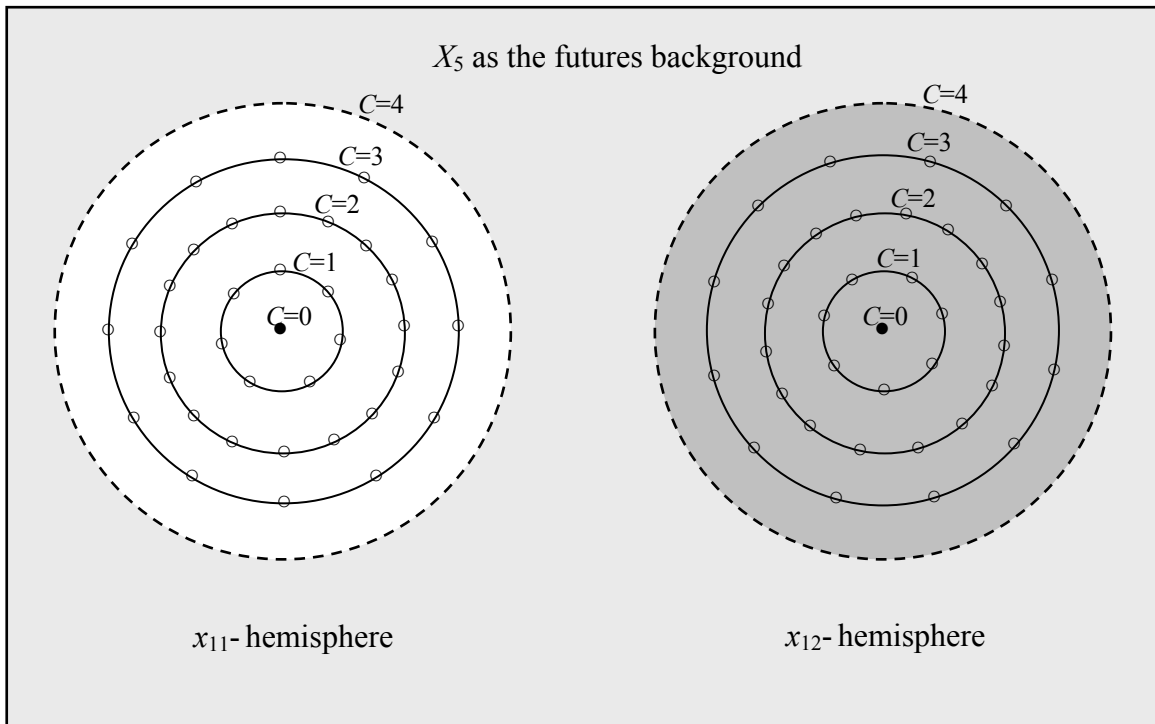 X5 as the futures background
C=4
C=3
C=2
C=1
C=0
C=4
C=3
C=2
C=1
C=0
x11- hemisphere
x12- hemisphere